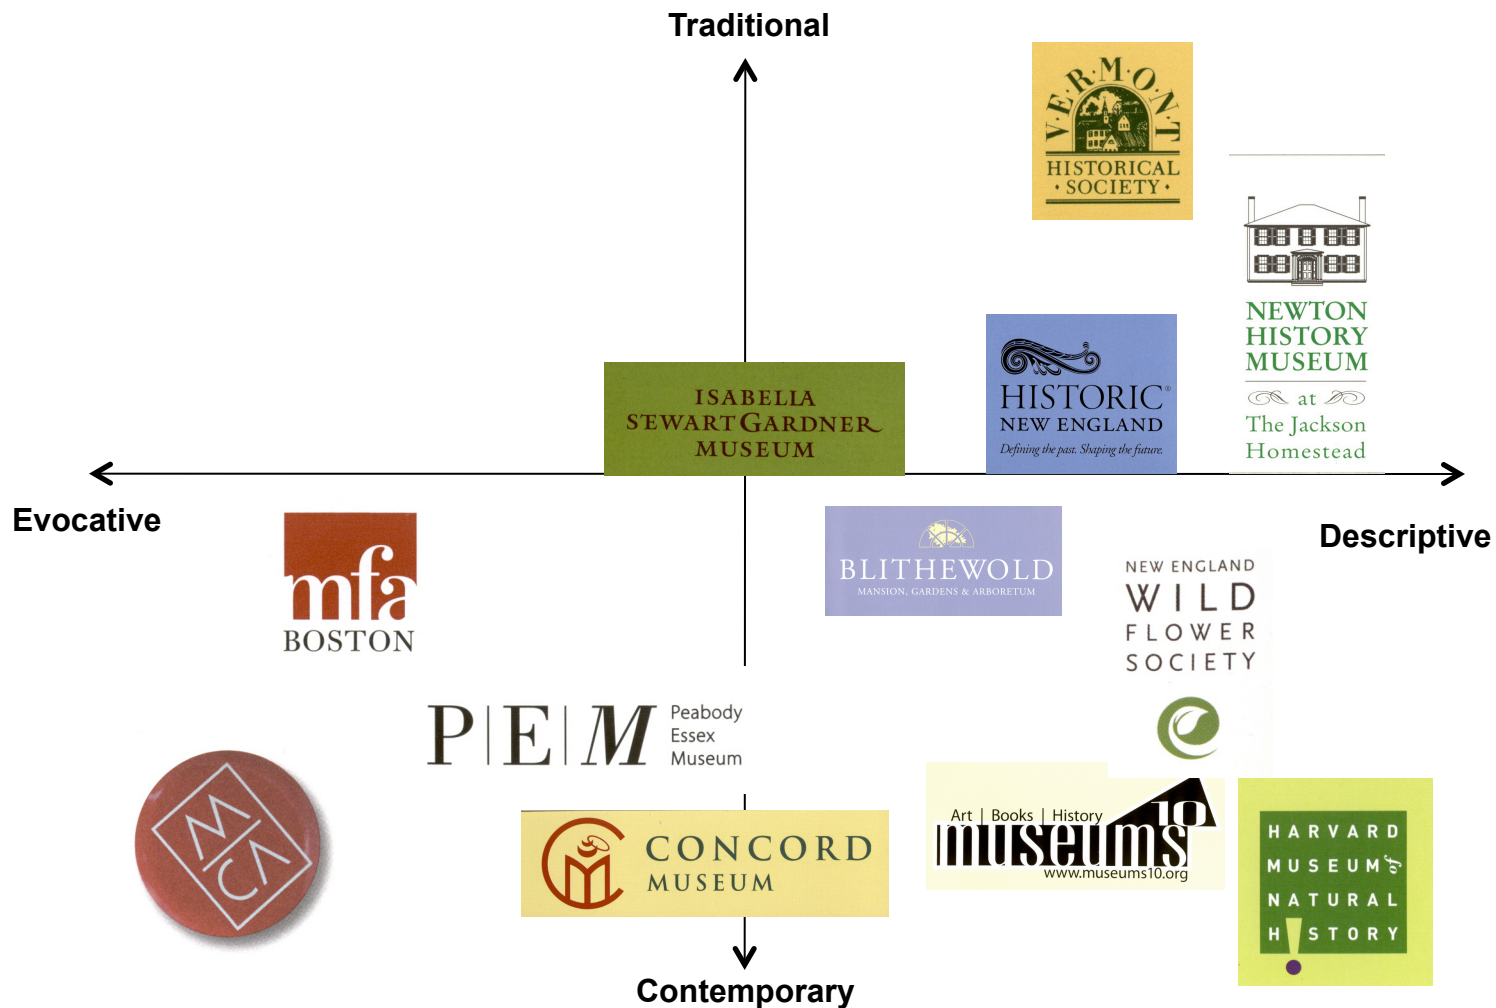 Traditional
V·E·R·M·O·N·T
HISTORICAL
· SOCIETY ·
NEWTON
HISTORY
MUSEUM
at
The Jackson
Homestead
HISTORIC®
NEW ENGLAND
Defining the past. Shaping the future.
ISABELLA
STEWART GARDNER
MUSEUM
Evocative
Descriptive
mfa
BOSTON
BLITHEWOLD
MANSION, GARDENS & ARBORETUM
NEW ENGLAND
WILD
FLOWER
SOCIETY
P|E|M
Peabody
Essex
Museum
M
CA
CONCORD
MUSEUM
Art | Books | History
museums10
www.museums10.org
HARVARD
MUSEUM of
NATURAL
H!STORY
Contemporary